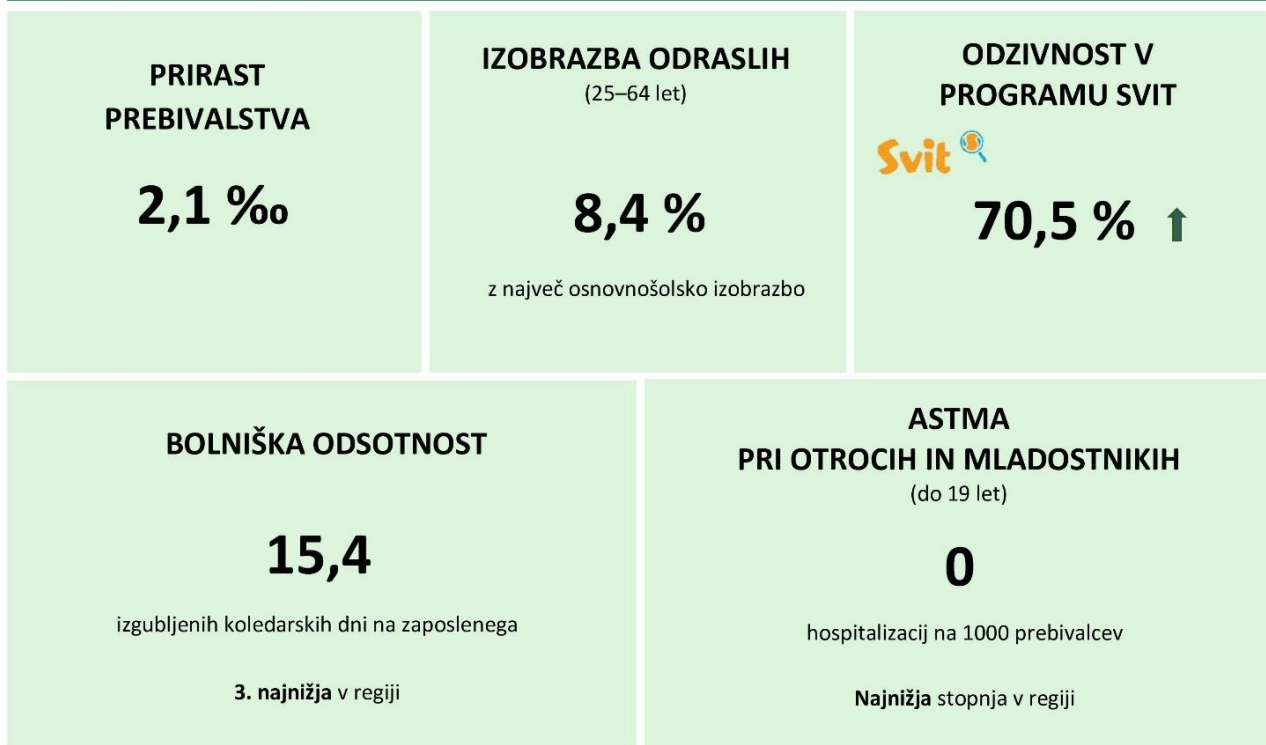 PRIRAST
PREBIVALSTVA
2,1 ‰
IZOBRAZBA ODRASLIH
(25–64 let)
8,4 %
z največ osnovnošolsko izobrazbo
ODZIVNOST V
PROGRAMU SVIT
Svit
70,5 %
BOLNIŠKA ODSOTNOST
15,4
izgubljenih koledarskih dni na zaposlenega
3. najnižja v regiji
ASTMA
PRI OTROCIH IN MLADOSTNIKIH
(do 19 let)
0
hospitalizacij na 1000 prebivalcev
Najnižja stopnja v regiji